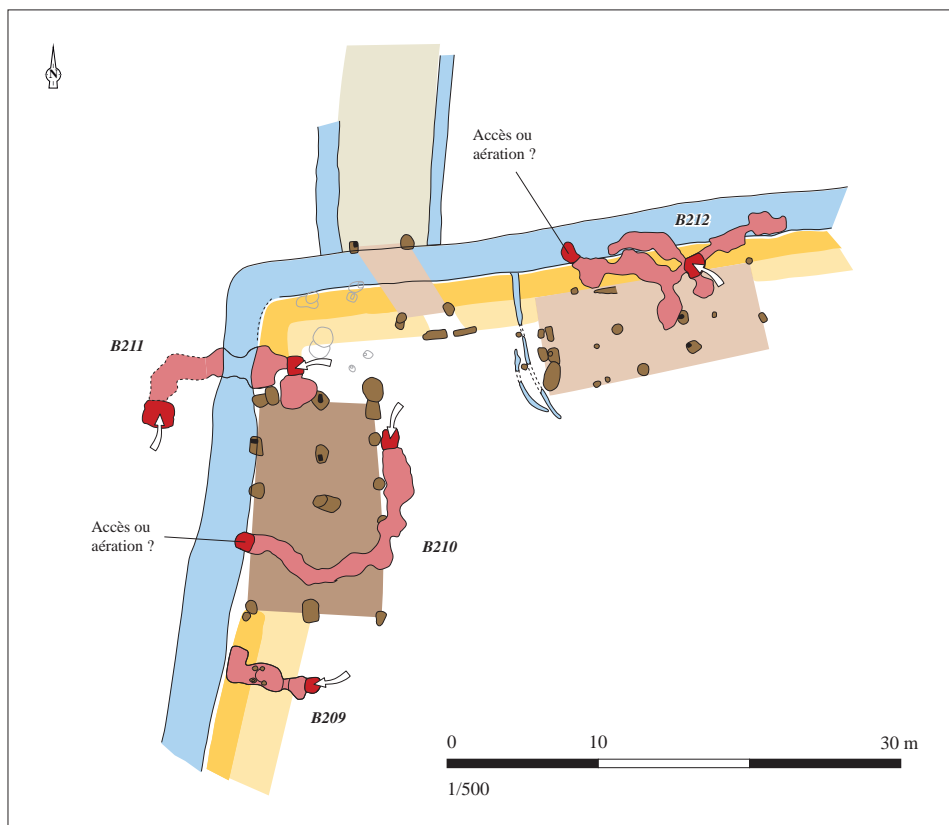 N
Accès ou
aération ?
B212
B211
Accès ou
aération ?
B210
B209
0 10 30 m
1/500